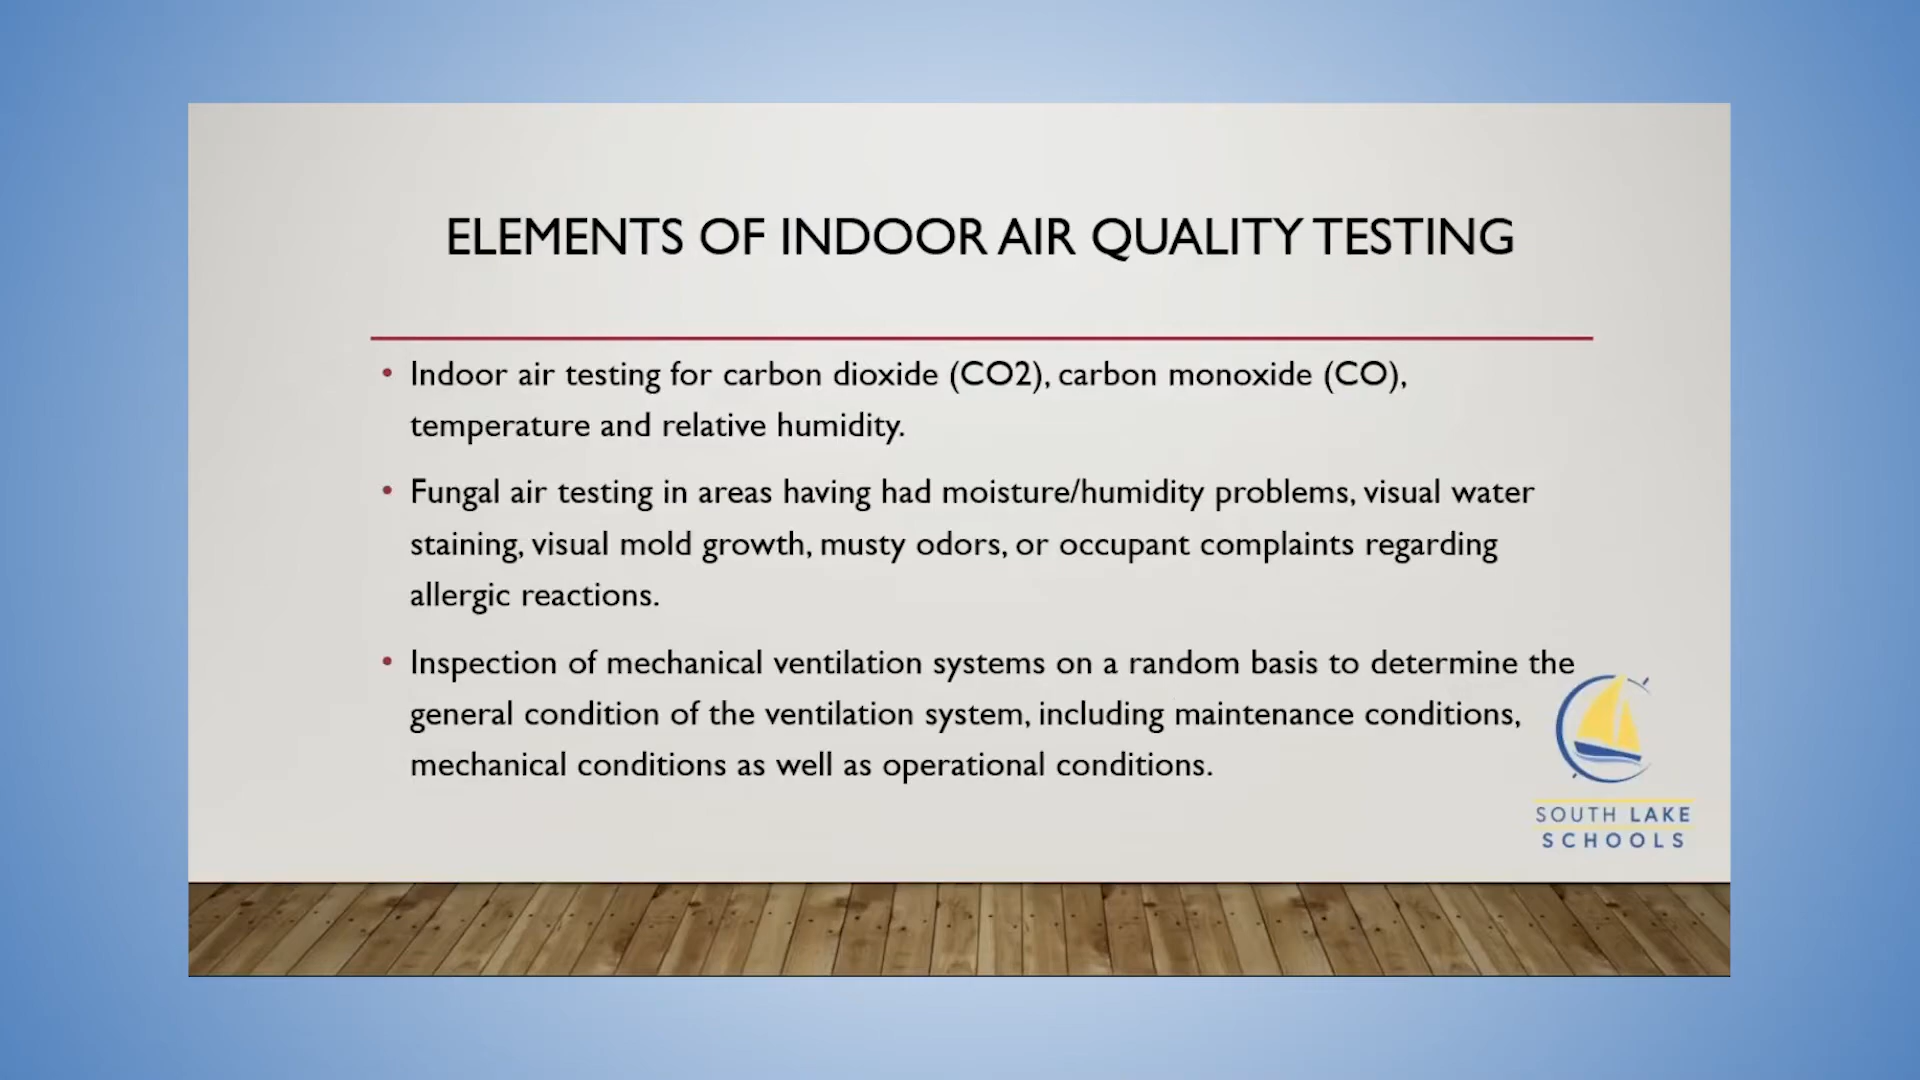 ELEMENTS OF INDOOR AIR QUALITY TESTING
• Indoor air testing for carbon dioxide (CO2), carbon monoxide (CO),
temperature and relative humidity.
• Fungal air testing in areas having had moisture/humidity problems, visual water
staining, visual mold growth, musty odors, or occupant complaints regarding
allergic reactions.
• Inspection of mechanical ventilation systems on a random basis to determine the
general condition of the ventilation system, including maintenance conditions,
mechanical conditions as well as operational conditions.
SOUTH LAKE
SCHOOLS